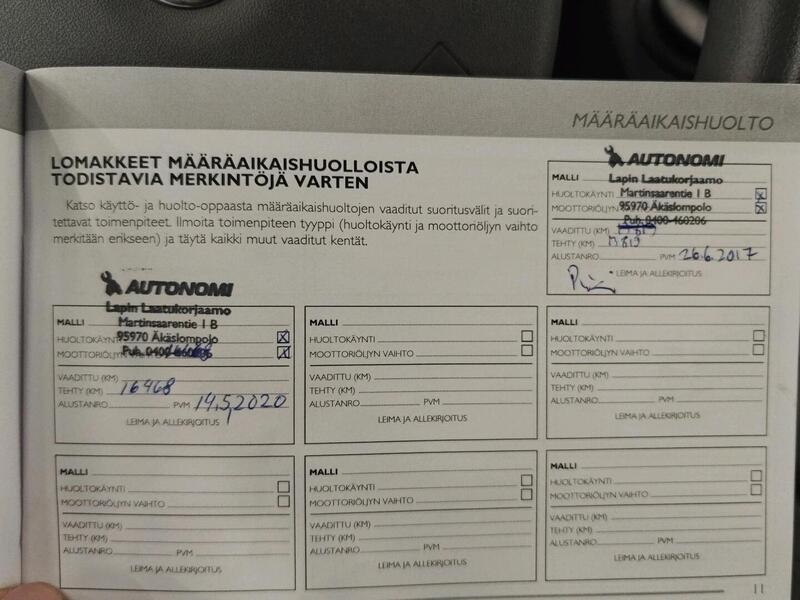 MÄÄRÄAIKAISHUOLTO
LOMAKKEET MÄÄRÄAIKAISHUOLLOISTA
TODISTAVIA MERKINTÖJÄ VARTEN
Katso käyttö- ja huolto-oppaasta määräaikaishuoltojen vaaditut suoritusvälit ja suori-
tettavat toimenpiteet. Ilmoita toimenpiteen tyyppi (huoltokäynti ja moottoriöljyn vaihto
merkitään erikseen) ja täytä kaikki muut vaaditut kentät.
AUTONOMI
MALLI Lapin Laatukorjaamo
HUOLTOKÄYNTI Martinsaarentie 1 B X
MOOTTORIÖLJYN 95970 Äkäslompolo X
Puh. 0400-460206
VAADITTU (KM)
TEHTY (KM) 11819
ALUSTANRO PVM 26.6.2017
LEIMA JA ALLEKIRJOITUS
AUTONOMI
Lapin Laatukorjaamo
MALLI Martinsaarentie 1 B
HUOLTOKÄYNTI 95970 Äkäslompolo X
MOOTTORIÖLJYN Puh. 0400-460206 X
VAADITTU (KM)
TEHTY (KM) 16468
ALUSTANRO PVM 14.5.2020
LEIMA JA ALLEKIRJOITUS
MALLI
HUOLTOKÄYNTI
MOOTTORIÖLJYN VAIHTO
VAADITTU (KM)
TEHTY (KM)
ALUSTANRO PVM
LEIMA JA ALLEKIRJOITUS
MALLI
HUOLTOKÄYNTI
MOOTTORIÖLJYN VAIHTO
VAADITTU (KM)
TEHTY (KM)
ALUSTANRO PVM
LEIMA JA ALLEKIRJOITUS
MALLI
HUOLTOKÄYNTI
MOOTTORIÖLJYN VAIHTO
VAADITTU (KM)
TEHTY (KM)
ALUSTANRO PVM
LEIMA JA ALLEKIRJOITUS
MALLI
HUOLTOKÄYNTI
MOOTTORIÖLJYN VAIHTO
VAADITTU (KM)
TEHTY (KM)
ALUSTANRO PVM
LEIMA JA ALLEKIRJOITUS
MALLI
HUOLTOKÄYNTI
MOOTTORIÖLJYN VAIHTO
VAADITTU (KM)
TEHTY (KM)
ALUSTANRO PVM
LEIMA JA ALLEKIRJOITUS
11